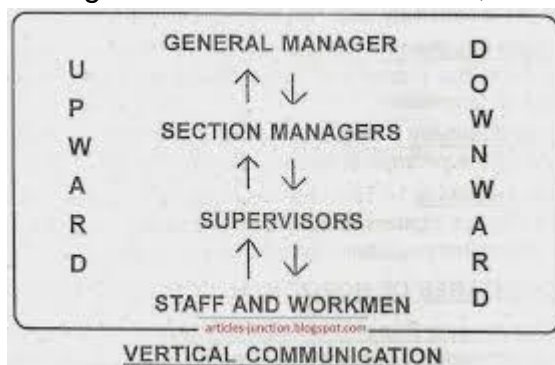 GENERAL MANAGER
UPWARD
DOWNWARD
SECTION MANAGERS
SUPERVISORS
STAFF AND WORKMEN
articles-junction.blogspot.com
VERTICAL COMMUNICATION